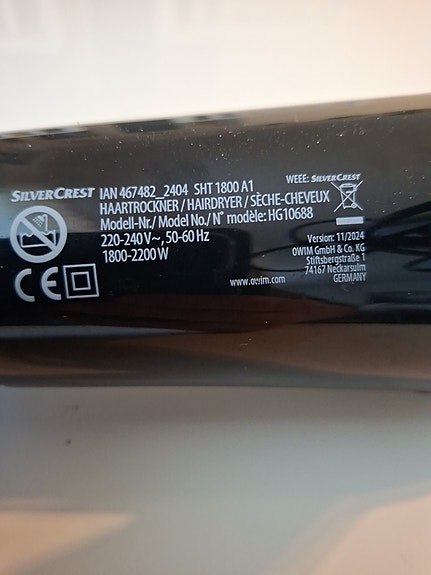 SILVERCREST IAN 467482_2404 SHT 1800 A1
HAARTROCKNER / HAIRDRYER / SÈCHE-CHEVEUX
Modell-Nr./ Model No./ N° modèle: HG10688
220-240 V~, 50-60 Hz
1800-2200 W
CE
WEEE: SILVERCREST
Version: 11/2024
OWIM GmbH & Co. KG
Stiftsbergstraße 1
74167 Neckarsulm
GERMANY
www.owim.com